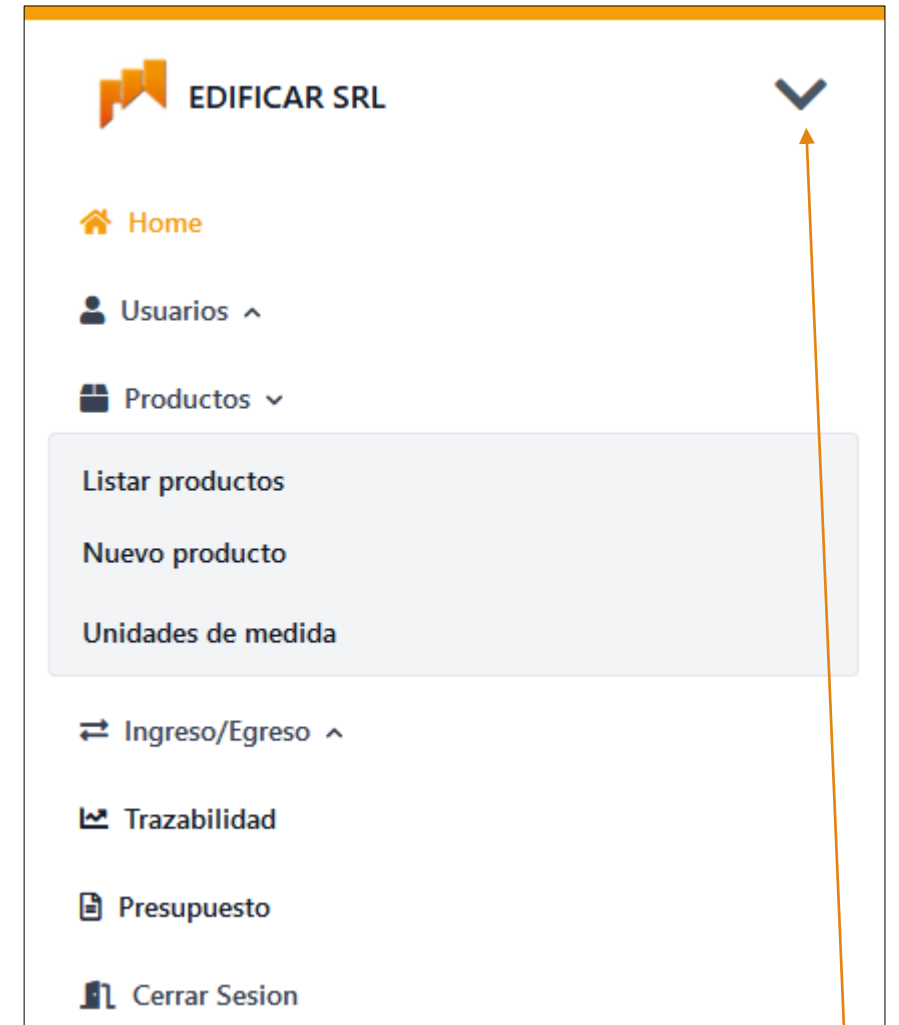 EDIFICAR SRL
Home
Usuarios
Productos
Listar productos
Nuevo producto
Unidades de medida
Ingreso/Egreso
Trazabilidad
Presupuesto
Cerrar Sesion